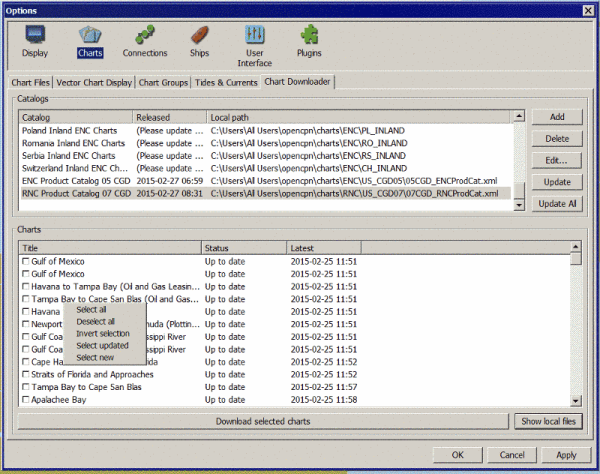 Options
Display Charts Connections Ships User Interface Plugins
Chart Files Vector Chart Display Chart Groups Tides & Currents Chart Downloader
Catalogs
Catalog Released Local path
Poland Inland ENC Charts (Please update ... C:\Users\All Users\opencpn\charts\ENC\PL_INLAND
Romania Inland ENC Charts (Please update ... C:\Users\All Users\opencpn\charts\ENC\RO_INLAND
Serbia Inland ENC Charts (Please update ... C:\Users\All Users\opencpn\charts\ENC\RS_INLAND
Switzerland Inland ENC Ch... (Please update ... C:\Users\All Users\opencpn\charts\ENC\CH_INLAND
ENC Product Catalog 05 CGD 2015-02-27 06:59 C:\Users\All Users\opencpn\charts\ENC\US_CGD05\05CGD_ENCProdCat.xml
RNC Product Catalog 07 CGD 2015-02-27 08:31 C:\Users\All Users\opencpn\charts\RNC\US_CGD07\07CGD_RNCProdCat.xml
Add
Delete
Edit...
Update
Update All
Charts
Title Status Latest
Gulf of Mexico Up to date 2015-02-25 11:51
Gulf of Mexico Up to date 2015-02-25 11:51
Havana to Tampa Bay (Oil and Gas Leasin... Up to date 2015-02-25 11:51
Tampa Bay to Cape San Blas (Oil and Gas... Up to date 2015-02-25 11:51
Havana Up to date 2015-02-25 11:51
Newport muda (Plottin... Up to date 2015-02-25 11:51
Gulf Coa ssippi River Up to date 2015-02-25 11:51
Gulf Coa ssippi River Up to date 2015-02-25 11:51
Cape Ha rida Up to date 2015-02-25 11:52
Straits of Florida and Approaches Up to date 2015-02-25 11:52
Tampa Bay to Cape San Blas Up to date 2015-02-25 11:57
Apalachee Bay Up to date 2015-02-25 11:58
Select all
Deselect all
Invert selection
Select updated
Select new
Download selected charts Show local files
OK Cancel Apply